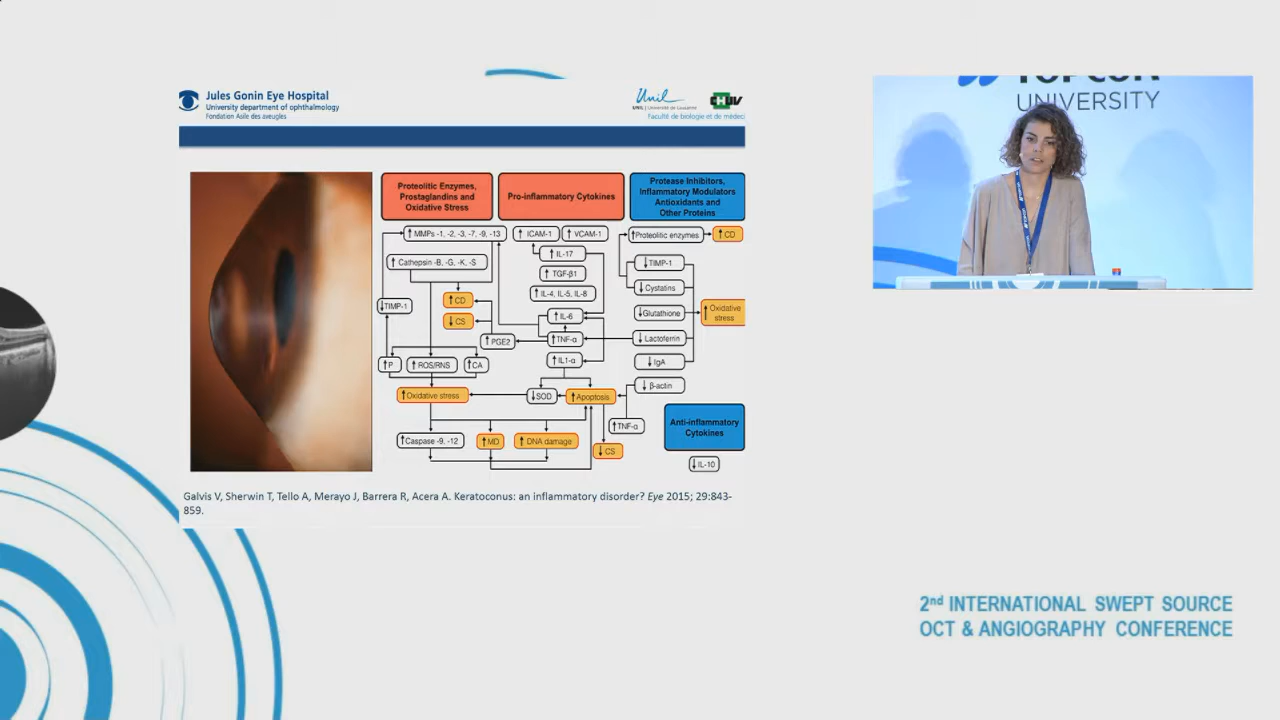 Jules Gonin Eye Hospital
University department of ophthalmology
Fondation Asile des aveugles
Unil
UNIL | Université de Lausanne
CHUV
Faculté de biologie et de médeci
TOPCON
UNIVERSITY
Proteolitic Enzymes,
Prostaglandins and
Oxidative Stress
Pro-inflammatory Cytokines
Protease Inhibitors,
Inflammatory Modulators
Antioxidants and
Other Proteins
↑ MMPs -1, -2, -3, -7, -9, -13
↑ ICAM-1
↑ VCAM-1
↑Proteolitic enzymes
↑ CD
↑ IL-17
↑ Cathepsin -B, -G, -K, -S
↓TIMP-1
↑ TGF-β1
↓ Cystatins
↑ IL-4, IL-5, IL-8
↑ CD
↓TIMP-1
↓Glutathione
↑ Oxidative
stress
↓ CS
↑ IL-6
↑ PGE2
↑TNF-α
↓ Lactoferrin
↑P
↑ ROS/RNS
↑CA
↑IL1-α
↓ IgA
↓ β-actin
↑Oxidative stress
↓SOD
↑ Apoptosis
↑TNF-α
Anti-inflammatory
Cytokines
↑Caspase -9, -12
↑MD
↑ DNA damage
↓ CS
↓ IL-10
Galvis V, Sherwin T, Tello A, Merayo J, Barrera R, Acera A. Keratoconus: an inflammatory disorder? Eye 2015; 29:843-
859.
2nd INTERNATIONAL SWEPT SOURCE
OCT & ANGIOGRAPHY CONFERENCE